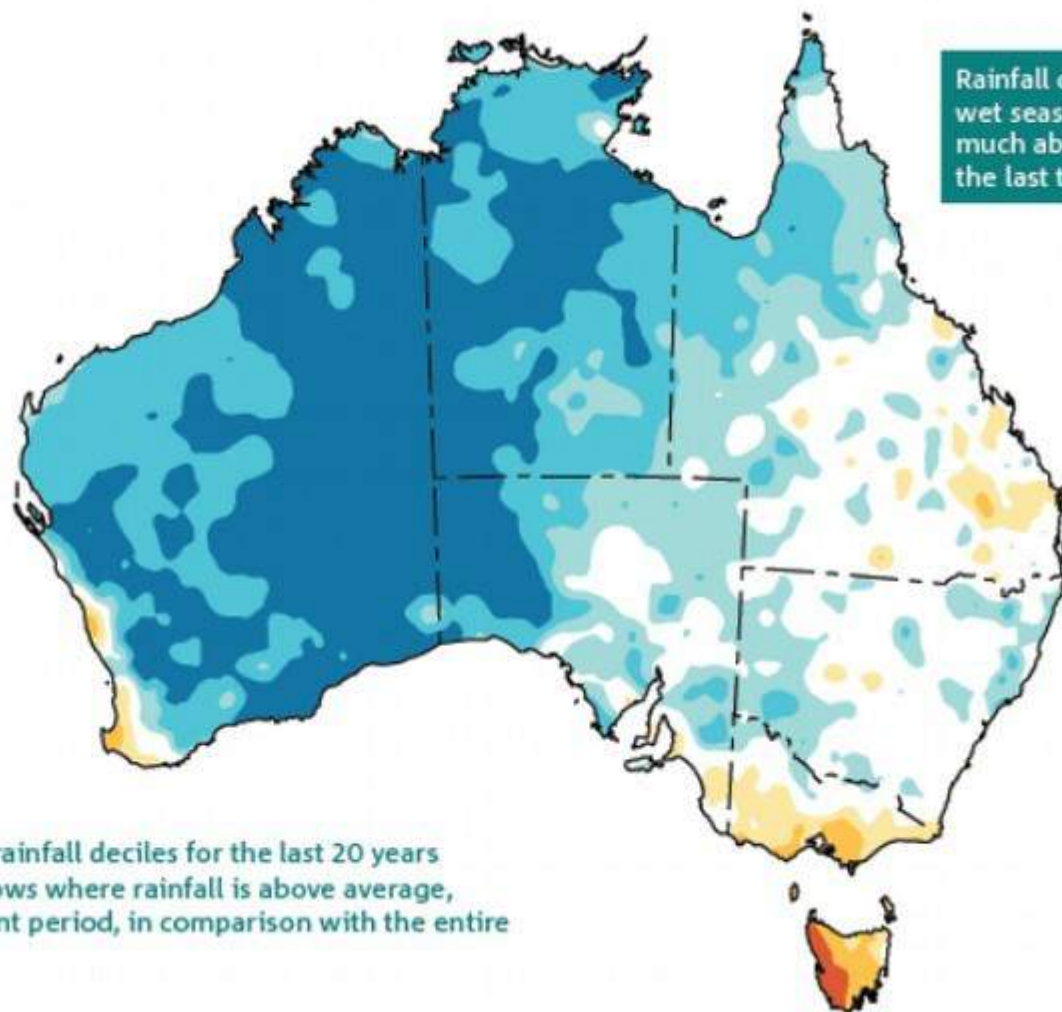 Rainfall
wet seas
much ab
the last t
rainfall deciles for the last 20 years
ows where rainfall is above average,
nt period, in comparison with the entire